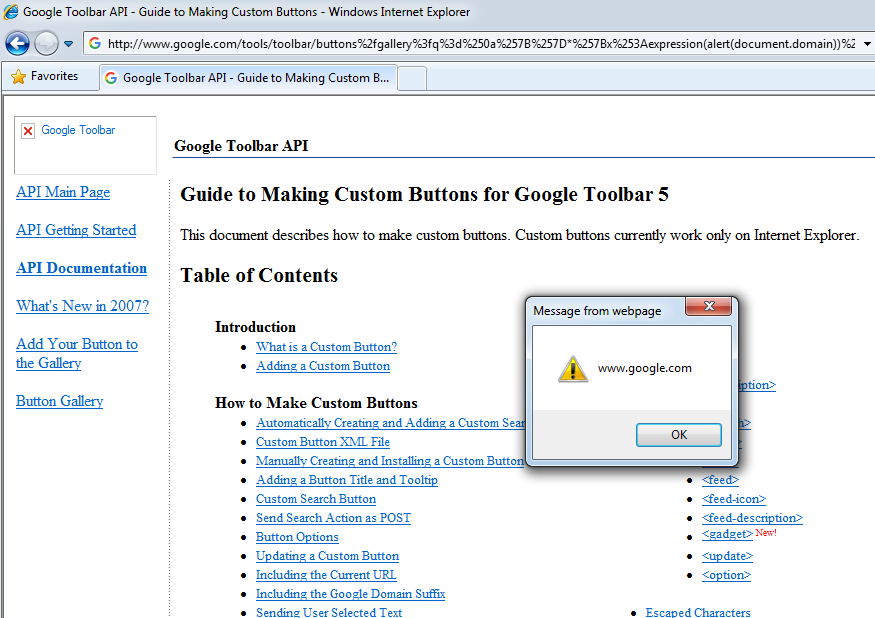 Google Toolbar API - Guide to Making Custom Buttons - Windows Internet Explorer
http://www.google.com/tools/toolbar/buttons%2fgallery%3fq%3d%250a%257B%257D*%257Bx%253Aexpression(alert(document.domain))%2
Favorites
Google Toolbar API - Guide to Making Custom B...
Google Toolbar
API Main Page
API Getting Started
API Documentation
What's New in 2007?
Add Your Button to
the Gallery
Button Gallery
Google Toolbar API
Guide to Making Custom Buttons for Google Toolbar 5
This document describes how to make custom buttons. Custom buttons currently work only on Internet Explorer.
Table of Contents
Introduction
What is a Custom Button?
Adding a Custom Button
How to Make Custom Buttons
Automatically Creating and Adding a Custom Sear
Custom Button XML File
Manually Creating and Installing a Custom Button
Adding a Button Title and Tooltip
Custom Search Button
Send Search Action as POST
Button Options
Updating a Custom Button
Including the Current URL
Including the Google Domain Suffix
Sending User Selected Text
Message from webpage
www.google.com
OK
iption>
<feed>
<feed-icon>
<feed-description>
<gadget> New!
<update>
<option>
Escaped Characters